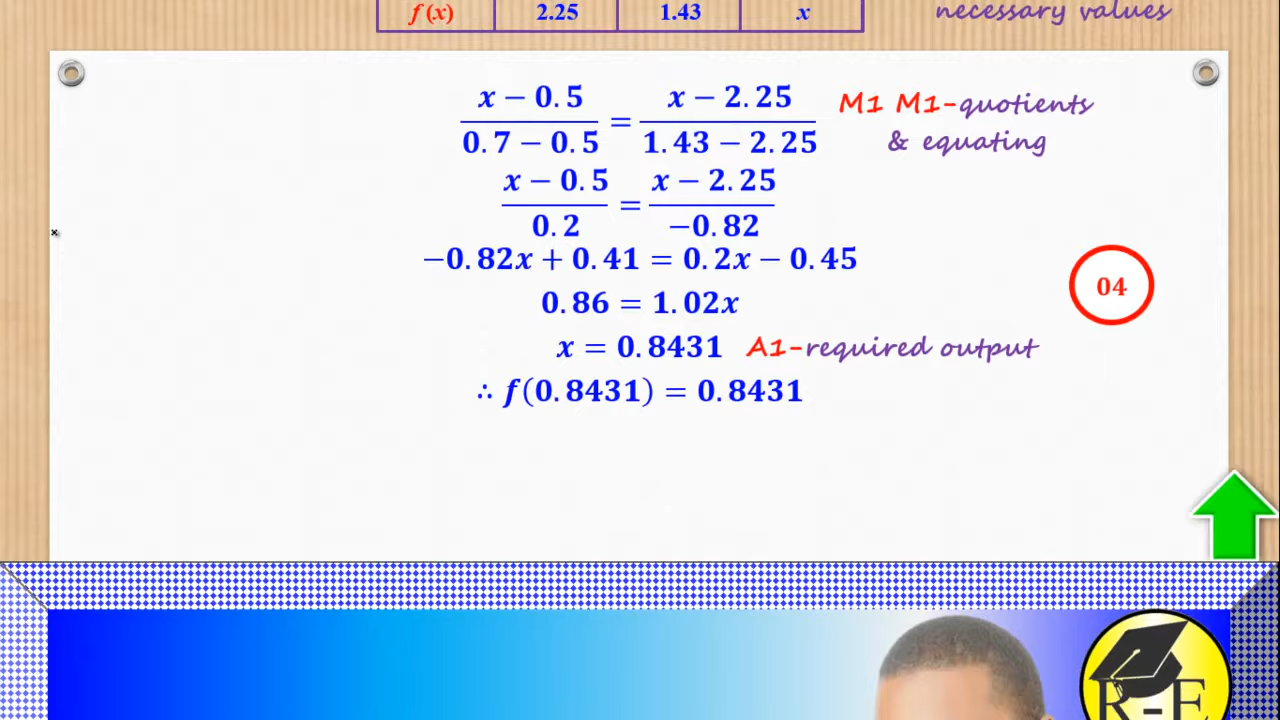 f(x) 2.25 1.43 x
necessary values
x − 0.5 / 0.7 − 0.5 = x − 2.25 / 1.43 − 2.25
M1 M1-quotients
& equating
x − 0.5 / 0.2 = x − 2.25 / −0.82
−0.82x + 0.41 = 0.2x − 0.45
0.86 = 1.02x
04
x = 0.8431 A1-required output
∴ f(0.8431) = 0.8431
R-E